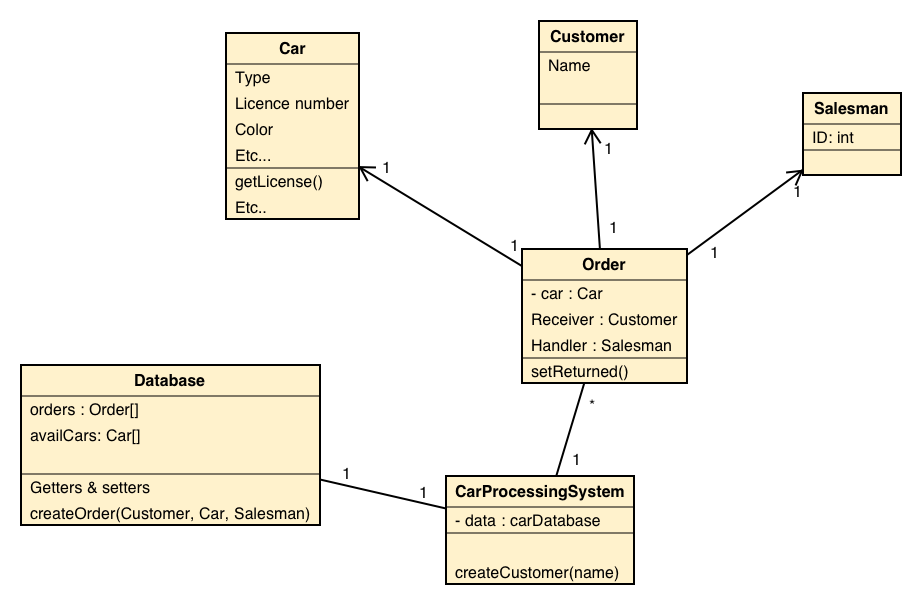 Car
Type
Licence number
Color
Etc...
getLicense()
Etc..
Customer
Name
Salesman
ID: int
1
1
1
1
1
1
Order
- car : Car
Receiver : Customer
Handler : Salesman
setReturned()
*
1
Database
orders : Order[]
availCars: Car[]
Getters & setters
createOrder(Customer, Car, Salesman)
1
1
CarProcessingSystem
- data : carDatabase
createCustomer(name)